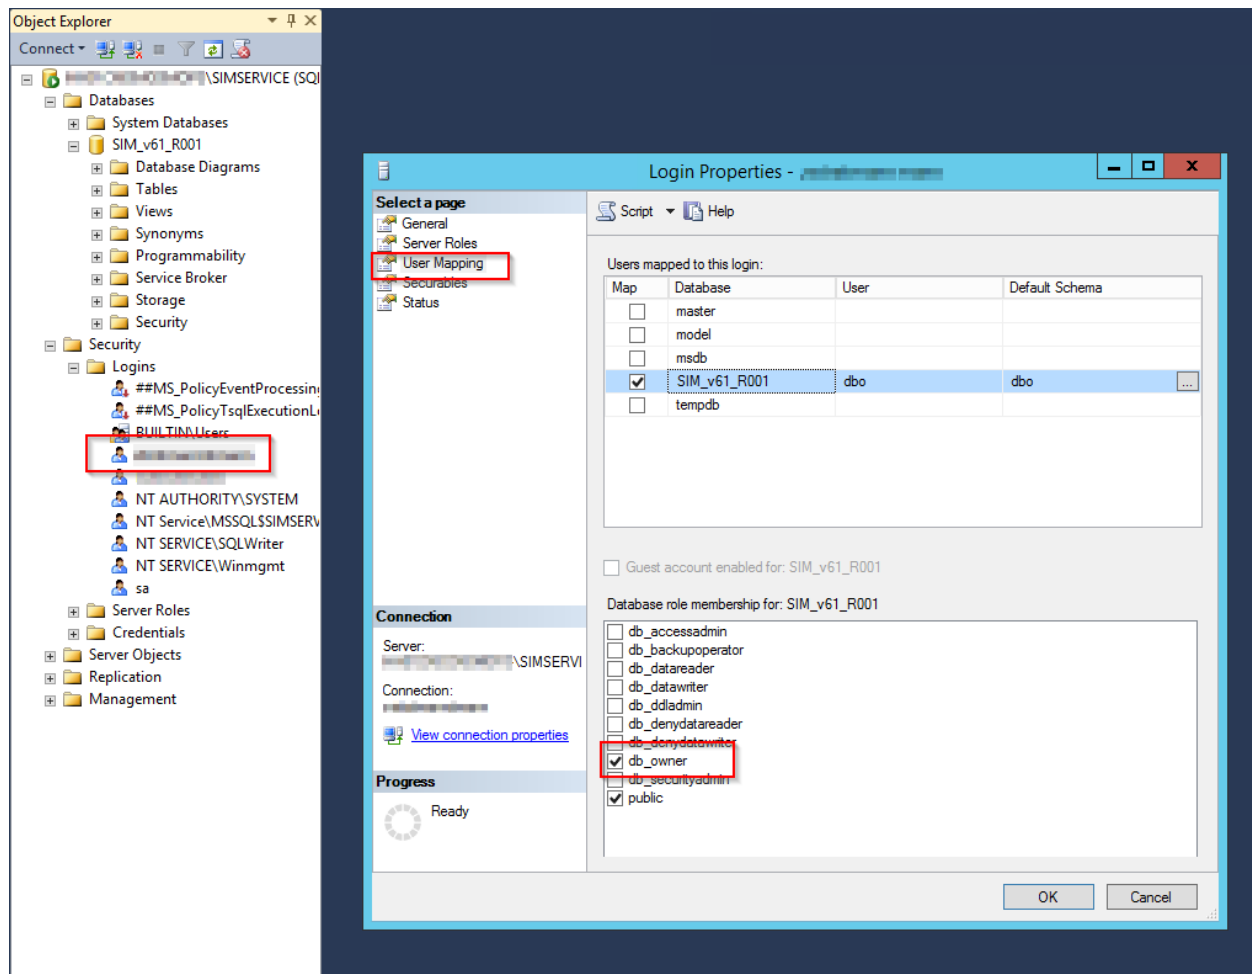 Object Explorer
Connect
\SIMSERVICE (SQL
Databases
System Databases
SIM_v61_R001
Database Diagrams
Tables
Views
Synonyms
Programmability
Service Broker
Storage
Security
Security
Logins
##MS_PolicyEventProcessing
##MS_PolicyTsqlExecutionL
BUILTIN\Users
NT AUTHORITY\SYSTEM
NT Service\MSSQL$SIMSERV
NT SERVICE\SQLWriter
NT SERVICE\Winmgmt
sa
Server Roles
Credentials
Server Objects
Replication
Management
Login Properties -
Select a page
General
Server Roles
User Mapping
Securables
Status
Connection
Server:
\SIMSERVI
Connection:
View connection properties
Progress
Ready
Script
Help
Users mapped to this login:
Map Database User Default Schema
master
model
msdb
SIM_v61_R001 dbo dbo ...
tempdb
Guest account enabled for: SIM_v61_R001
Database role membership for: SIM_v61_R001
db_accessadmin
db_backupoperator
db_datareader
db_datawriter
db_ddladmin
db_denydatareader
db_denydatawriter
db_owner
db_securityadmin
public
OK Cancel